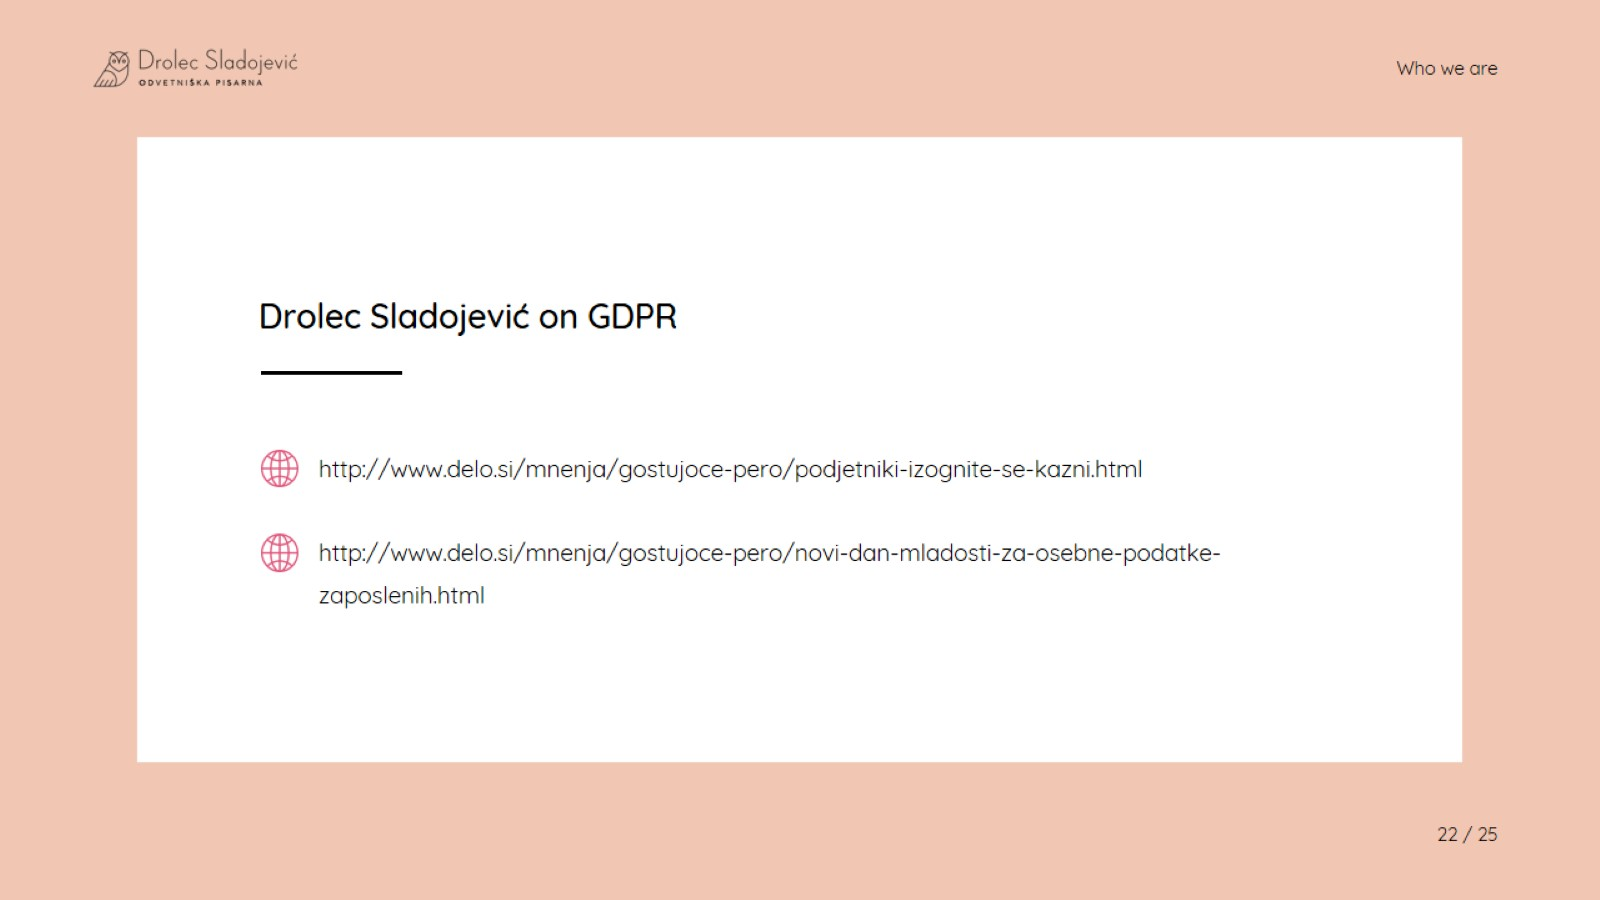 Drolec Sladojević
ODVETNIŠKA PISARNA
Who we are
Drolec Sladojević on GDPR
http://www.delo.si/mnenja/gostujoce-pero/podjetniki-izognite-se-kazni.html
http://www.delo.si/mnenja/gostujoce-pero/novi-dan-mladosti-za-osebne-podatke-
zaposlenih.html
22 / 25